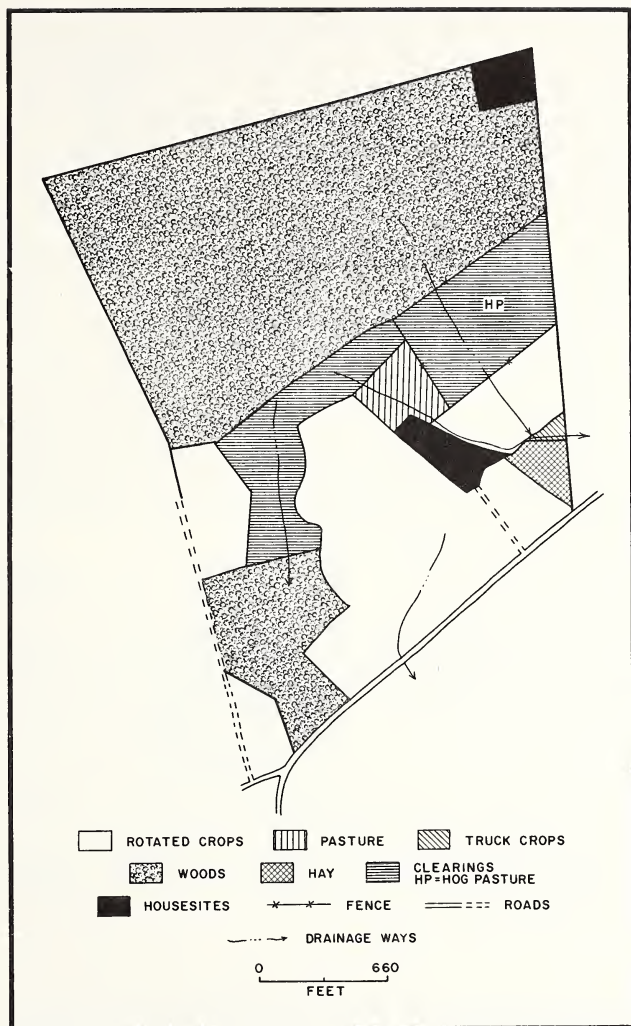 HP
ROTATED CROPS PASTURE TRUCK CROPS
WOODS HAY CLEARINGS
HP=HOG PASTURE
HOUSESITES FENCE ROADS
DRAINAGE WAYS
0 660
FEET